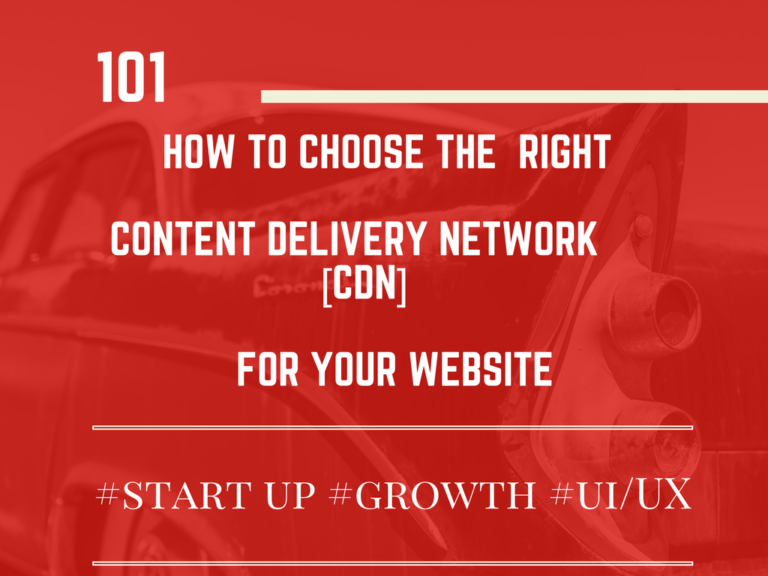 101
HOW TO CHOOSE THE RIGHT
CONTENT DELIVERY NETWORK
[CDN]
FOR YOUR WEBSITE
#START UP #GROWTH #UI/UX